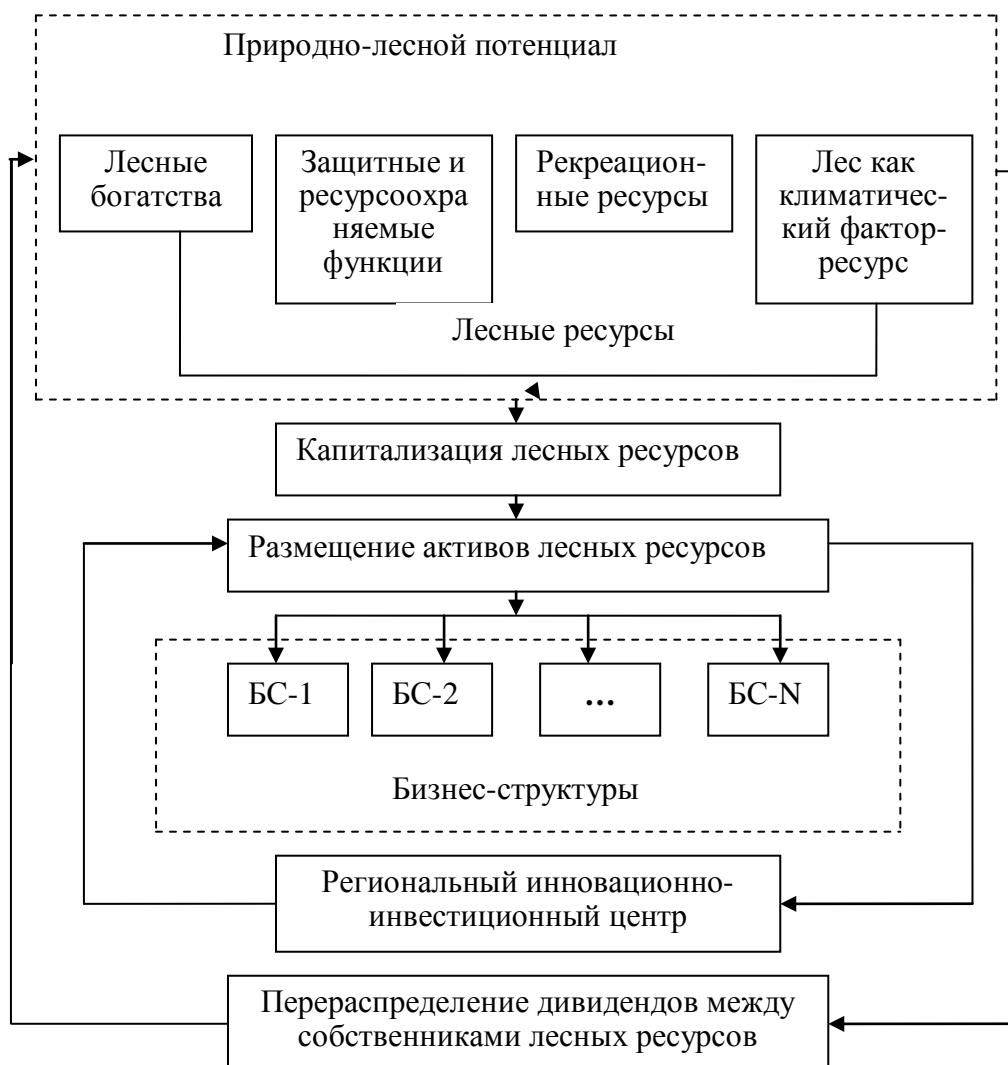 Природно-лесной потенциал
Лесные
богатства
Защитные и
ресурсоохра
няемые
функции
Рекреацион-
ные ресурсы
Лес как
климатичес-
кий фактор-
ресурс
Лесные ресурсы
Капитализация лесных ресурсов
Размещение активов лесных ресурсов
БС-1
БС-2
...
БС-N
Бизнес-структуры
Региональный инновационно-
инвестиционный центр
Перераспределение дивидендов между
собственниками лесных ресурсов